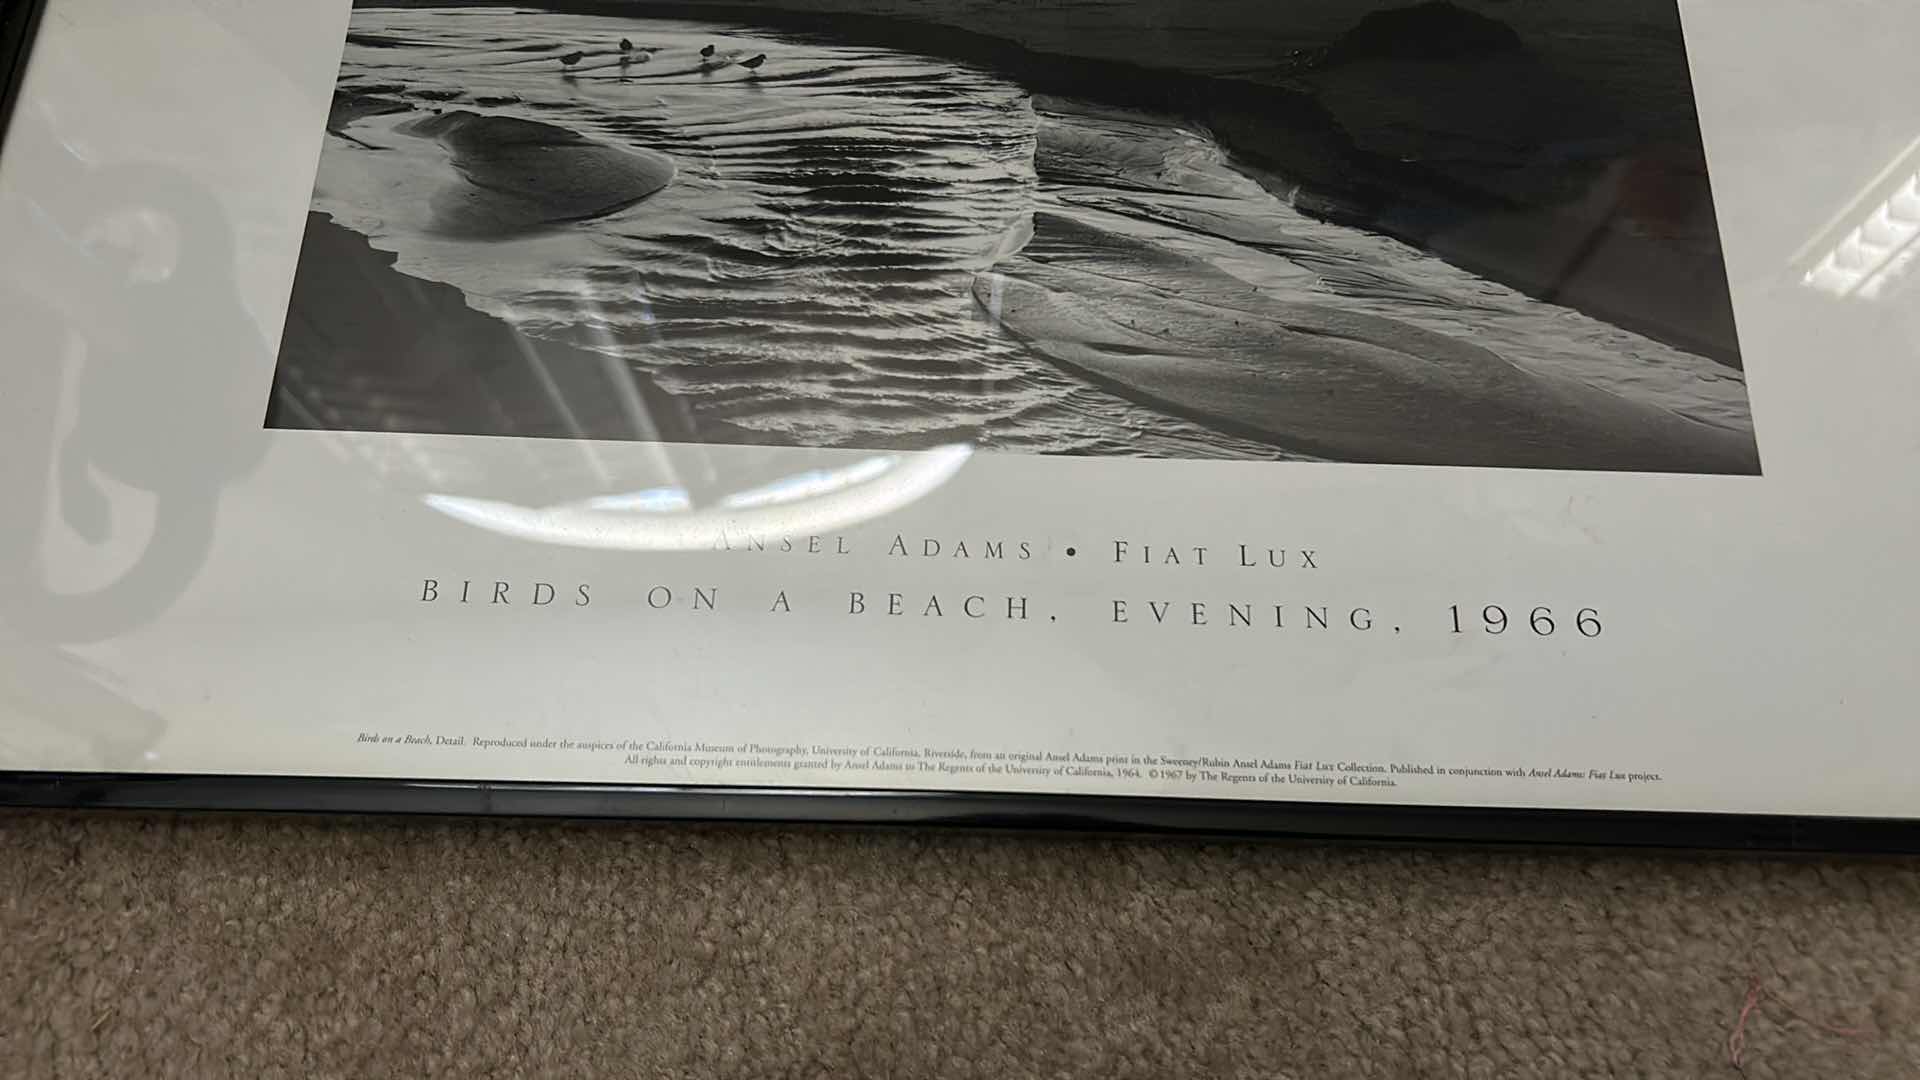 ANSEL ADAMS • FIAT LUX
BIRDS ON A BEACH, EVENING, 1966
Birds on a Beach, Detail. Reproduced under the auspices of the California Museum of Photography, University of California, Riverside, from an original Ansel Adams print in the Sweeney/Rubin Ansel Adams Fiat Lux Collection. Published in conjunction with Ansel Adams: Fiat Lux project.
All rights and copyright entitlements granted by Ansel Adams to The Regents of the University of California, 1964. ©1967 by The Regents of the University of California.